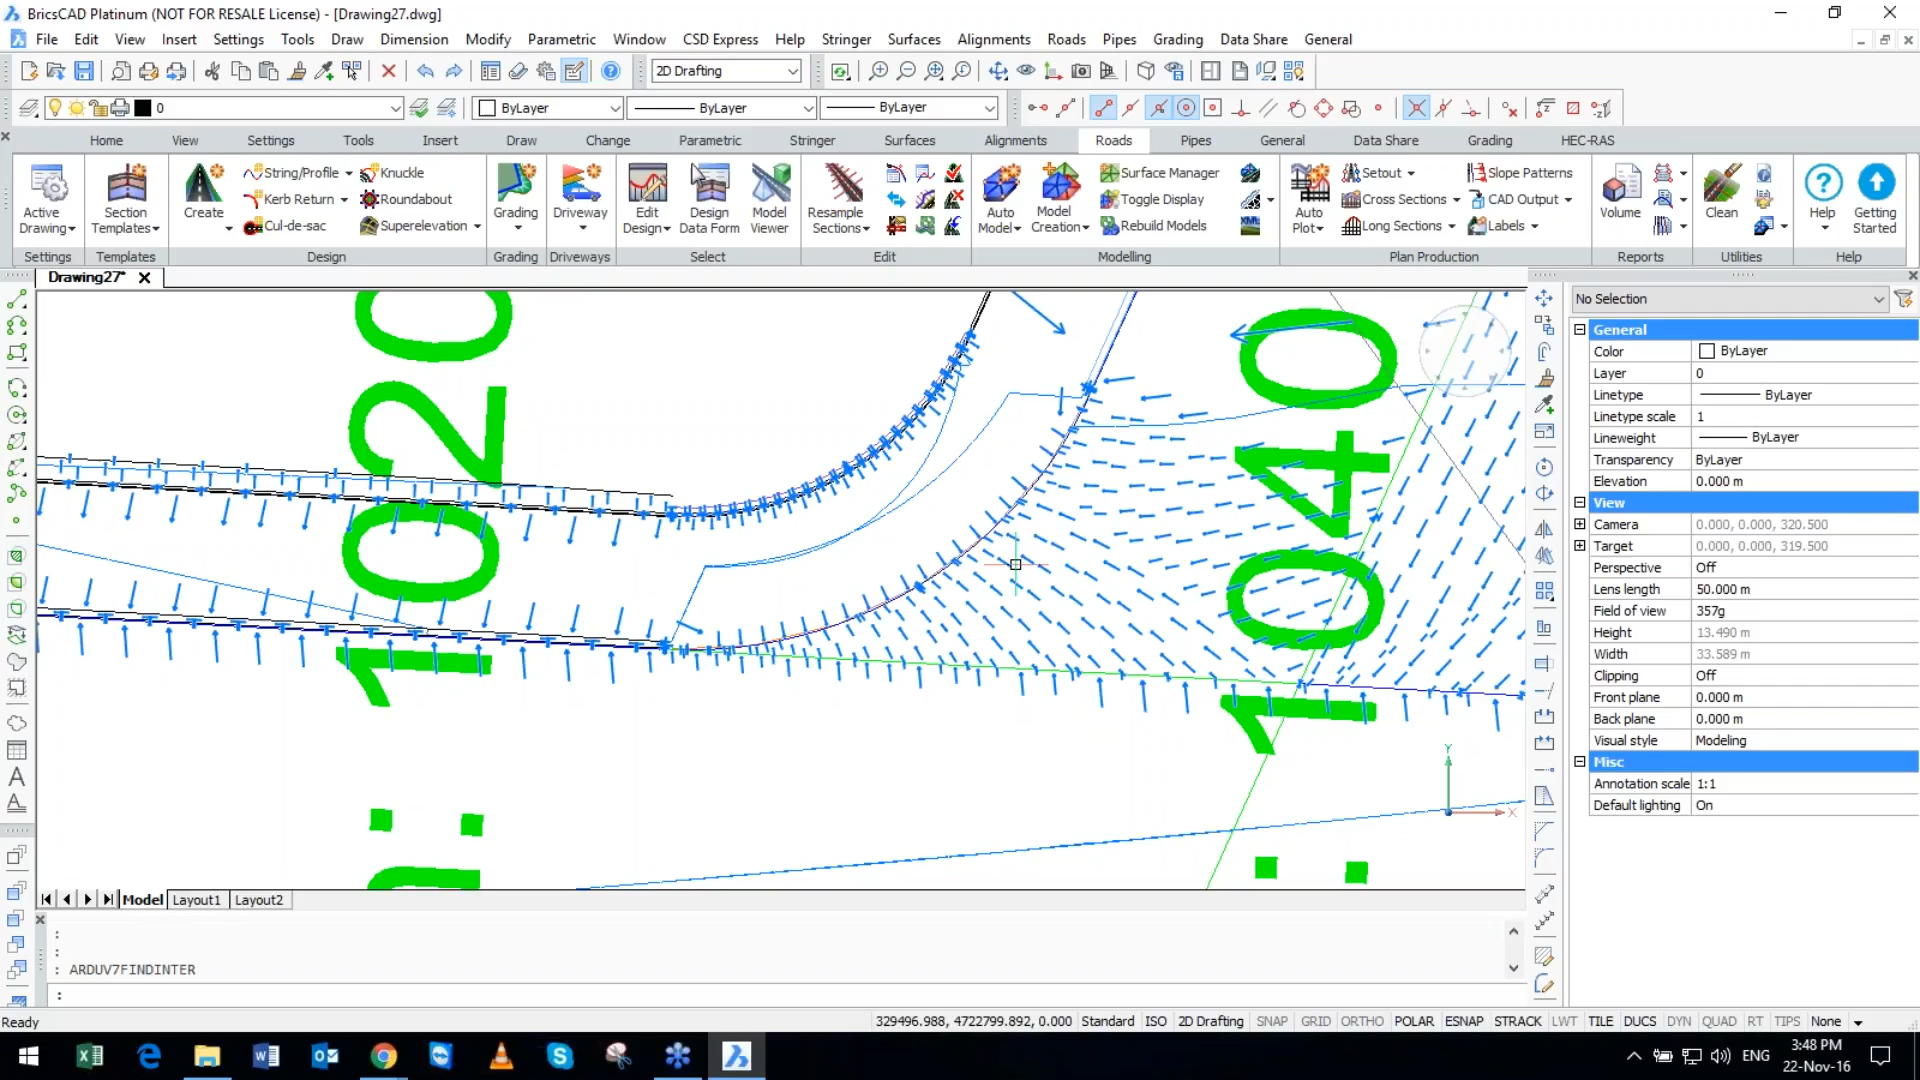 BricsCAD Platinum (NOT FOR RESALE License) - [Drawing27.dwg]
File Edit View Insert Settings Tools Draw Dimension Modify Parametric Window CSD Express Help Stringer Surfaces Alignments Roads Pipes Grading Data Share General
2D Drafting
0 ByLayer ByLayer ByLayer
Home View Settings Tools Insert Draw Change Parametric Stringer Surfaces Alignments Roads Pipes General Data Share Grading HEC-RAS
String/Profile Knuckle Surface Manager Setout Slope Patterns
Kerb Return Roundabout Toggle Display Cross Sections CAD Output
Cul-de-sac Superelevation Rebuild Models Long Sections Labels
Active Drawing
Section Templates
Create
Grading
Driveway
Edit Design
Design Data Form
Model Viewer
Resample Sections
Auto Model
Model Creation
Auto Plot
Volume
Clean
Help
Getting Started
XML
Settings Templates Design Grading Driveways Select Edit Modelling Plan Production Reports Utilities Help
Drawing27*
1020
1040
Y
X
Model Layout1 Layout2
:
:
: ARDUV7FINDINTER
:
No Selection
General
Color ByLayer
Layer 0
Linetype ByLayer
Linetype scale 1
Lineweight ByLayer
Transparency ByLayer
Elevation 0.000 m
View
Camera 0.000, 0.000, 320.500
Target 0.000, 0.000, 319.500
Perspective Off
Lens length 50.000 m
Field of view 357g
Height 13.490 m
Width 33.589 m
Clipping Off
Front plane 0.000 m
Back plane 0.000 m
Visual style Modeling
Misc
Annotation scale 1:1
Default lighting On
Ready 329496.988, 4722799.892, 0.000 Standard ISO 2D Drafting SNAP GRID ORTHO POLAR ESNAP STRACK LWT TILE DUCS DYN QUAD RT TIPS None
ENG 3:48 PM
22-Nov-16